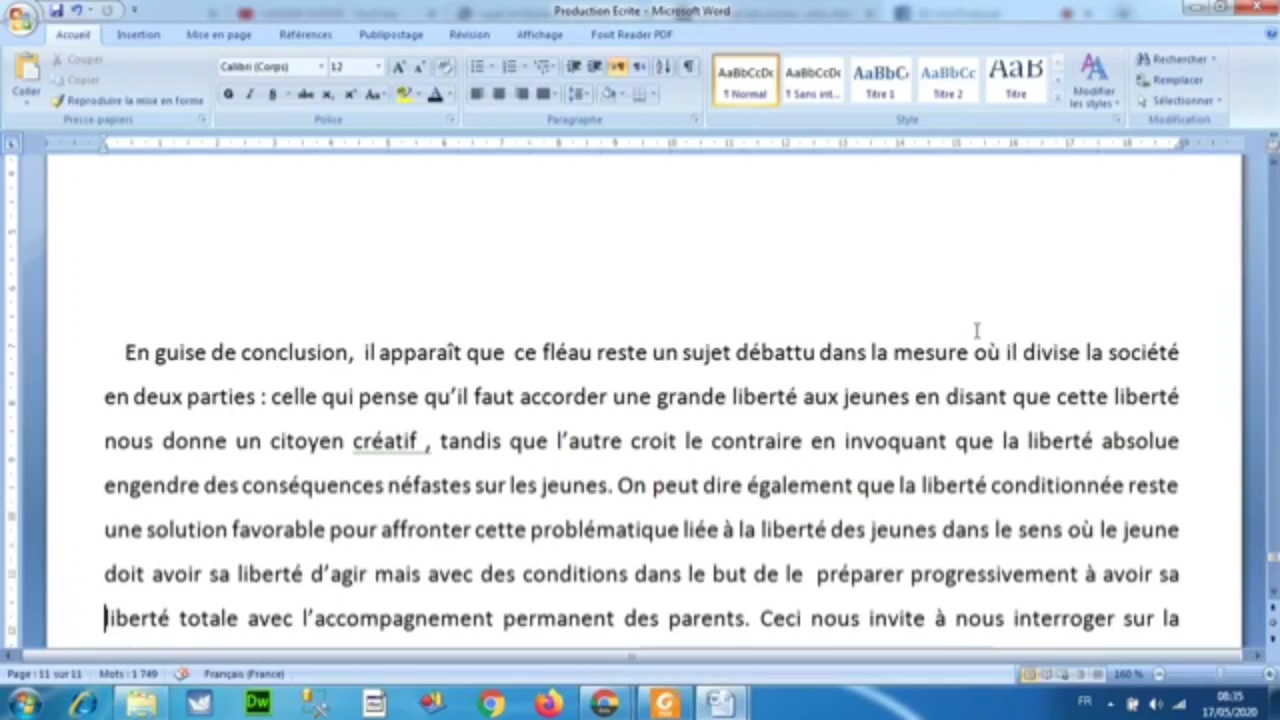 Production Ecrite - Microsoft Word
Accueil Insertion Mise en page Références Publipostage Révision Affichage Foxit Reader PDF
Coller
Couper
Copier
Reproduire la mise en forme
Presse-papiers
Calibri (Corps) 12
Police
Paragraphe
AaBbCcDc AaBbCcDc AaBbC AaBbCc AaB
¶ Normal ¶ Sans int... Titre 1 Titre 2 Titre
Modifier les styles
Style
Rechercher
Remplacer
Sélectionner
Modification
En guise de conclusion, il apparaît que ce fléau reste un sujet débattu dans la mesure où il divise la société
en deux parties : celle qui pense qu’il faut accorder une grande liberté aux jeunes en disant que cette liberté
nous donne un citoyen créatif , tandis que l’autre croit le contraire en invoquant que la liberté absolue
engendre des conséquences néfastes sur les jeunes. On peut dire également que la liberté conditionnée reste
une solution favorable pour affronter cette problématique liée à la liberté des jeunes dans le sens où le jeune
doit avoir sa liberté d’agir mais avec des conditions dans le but de le préparer progressivement à avoir sa
liberté totale avec l’accompagnement permanent des parents. Ceci nous invite à nous interroger sur la
Page : 11 sur 11 Mots : 1 749 Français (France) 160 %
Dw
FR
08:35
17/05/2020